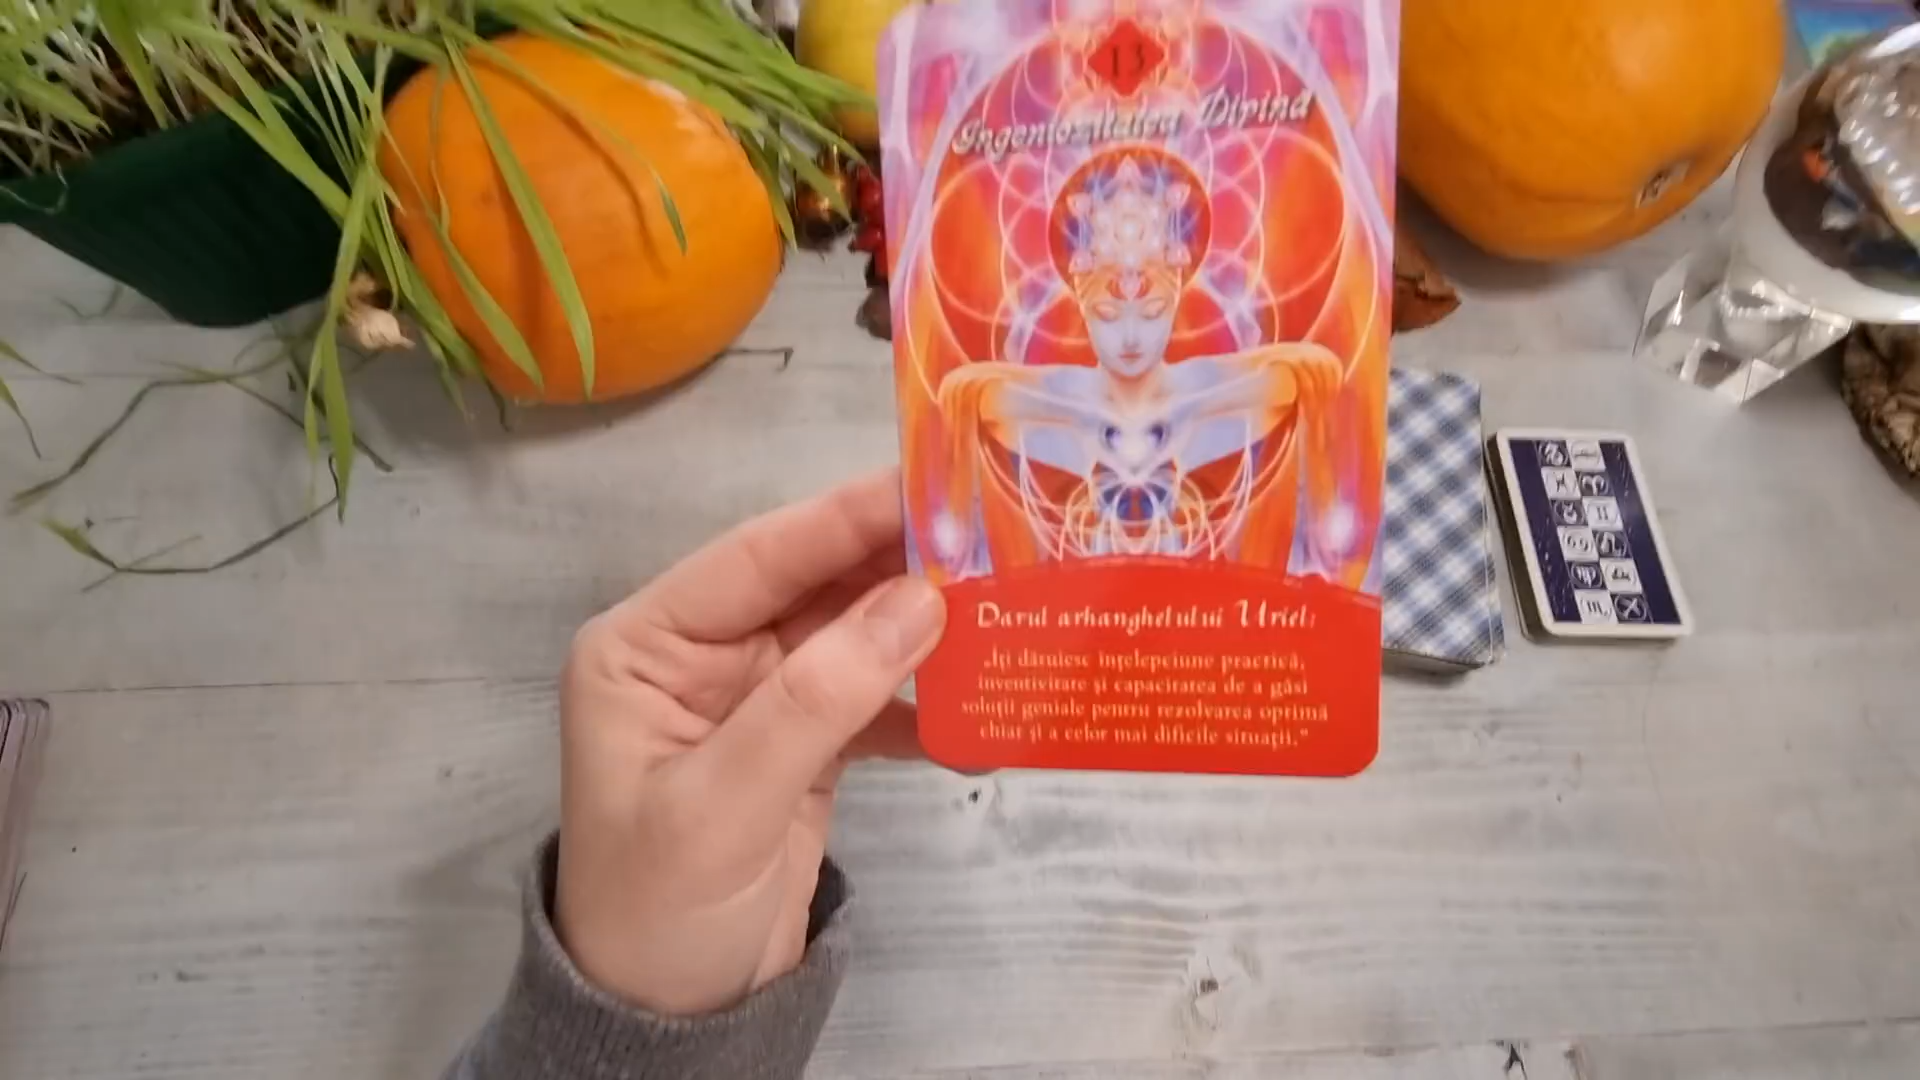 13
Ingeniozitatea Divină
Darul arhanghelului Uriel:
„Îți dăruiesc înțelepciune practică,
inventivitate și capacitatea de a găsi
soluții geniale pentru rezolvarea optimă
chiar și a celor mai dificile situații.”